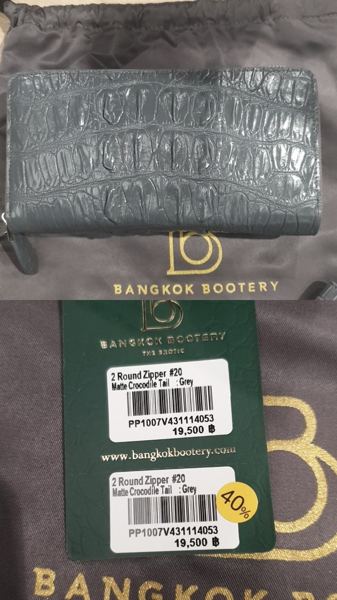 BANGKOK BOOTERY
BANGKOK BOOTERY
THE EXOTIC
2 Round Zipper #20
Matte Crocodile Tail : Grey
PP1007V431114053
19,500 ฿
www.bangkokbootery.com
2 Round Zipper #20
Matte Crocodile Tail : Grey
40%
PP1007V431114053
19,500 ฿
BANGKOK BOOTERY